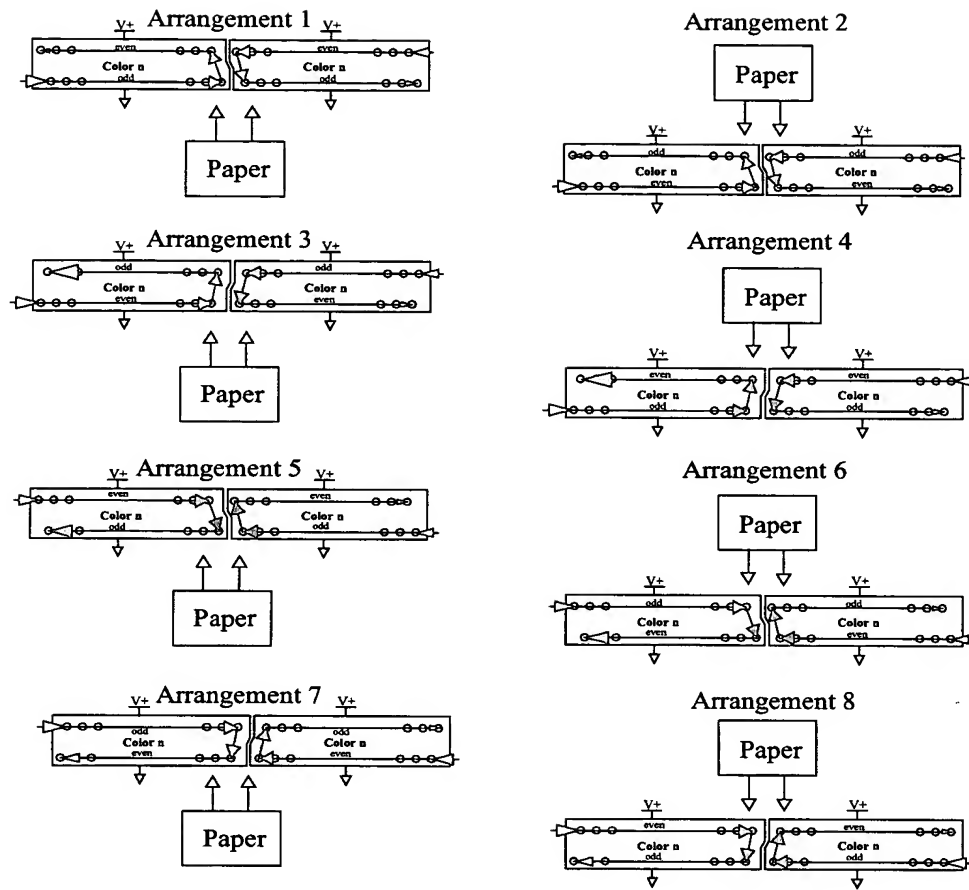 Arrangement 1
V+ V+
even even
Color n Color n
odd odd
Paper
Arrangement 2
Paper
V+ V+
odd odd
Color n Color n
even even
Arrangement 3
V+ V+
odd odd
Color n Color n
even even
Paper
Arrangement 4
Paper
V+ V+
even even
Color n Color n
odd odd
Arrangement 5
V+ V+
even even
Color n Color n
odd odd
Paper
Arrangement 6
Paper
V+ V+
odd odd
Color n Color n
even even
Arrangement 7
V+ V+
odd odd
Color n Color n
even even
Paper
Arrangement 8
Paper
V+ V+
even even
Color n Color n
odd odd